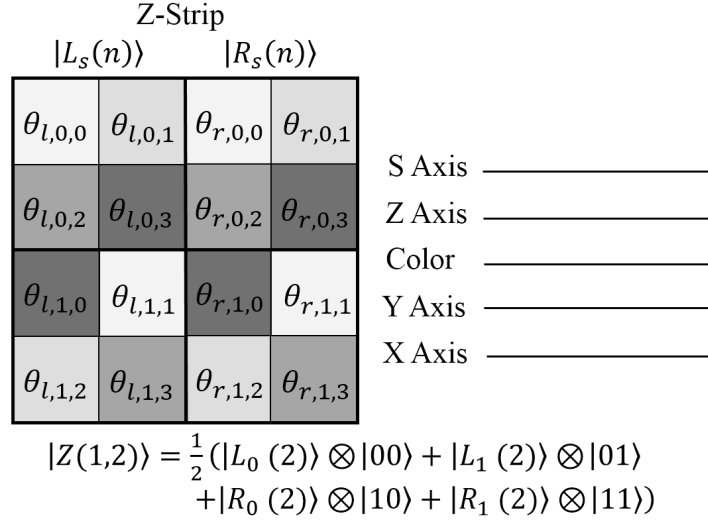 Z-Strip
|L_s(n)⟩ |R_s(n)⟩
θ_{l,0,0} θ_{l,0,1} θ_{r,0,0} θ_{r,0,1}
θ_{l,0,2} θ_{l,0,3} θ_{r,0,2} θ_{r,0,3}
θ_{l,1,0} θ_{l,1,1} θ_{r,1,0} θ_{r,1,1}
θ_{l,1,2} θ_{l,1,3} θ_{r,1,2} θ_{r,1,3}
S Axis
Z Axis
Color
Y Axis
X Axis
|Z(1,2)⟩ = 1/2 (|L_0 (2)⟩ ⊗|00⟩ + |L_1 (2)⟩ ⊗|01⟩
+|R_0 (2)⟩ ⊗|10⟩ + |R_1 (2)⟩ ⊗|11⟩)